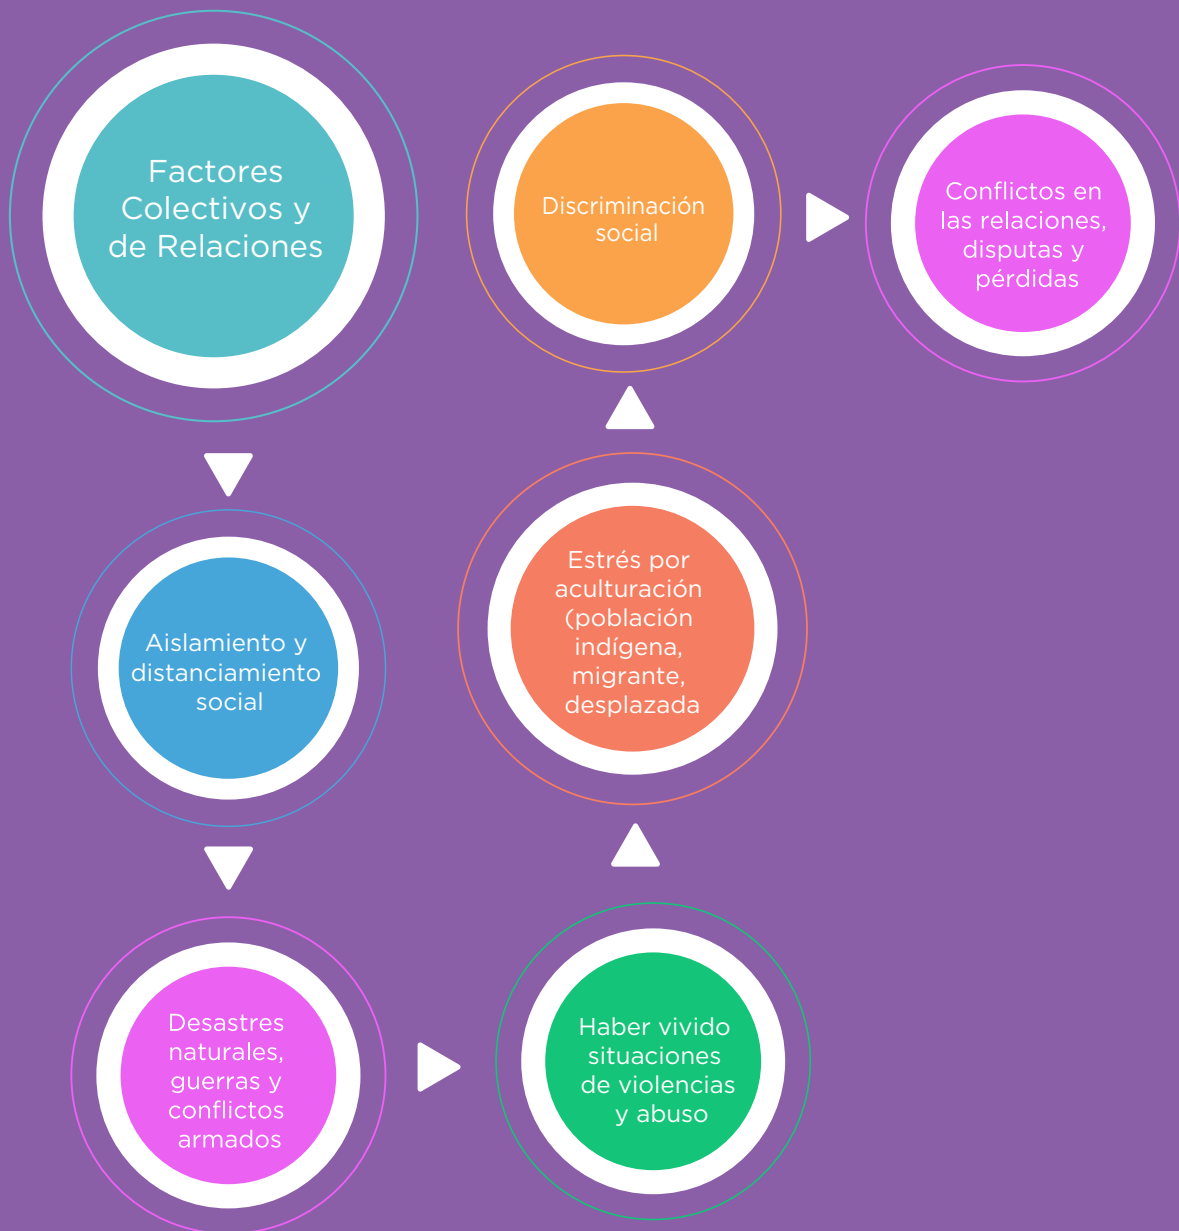 Factores
Colectivos y
de Relaciones
Aislamiento y
distanciamiento
social
Desastres
naturales,
guerras y
conflictos
armados
Haber vivido
situaciones
de violencias
y abuso
Estrés por
aculturación
(población
indígena,
migrante,
desplazada
Discriminación
social
Conflictos en
las relaciones,
disputas y
pérdidas